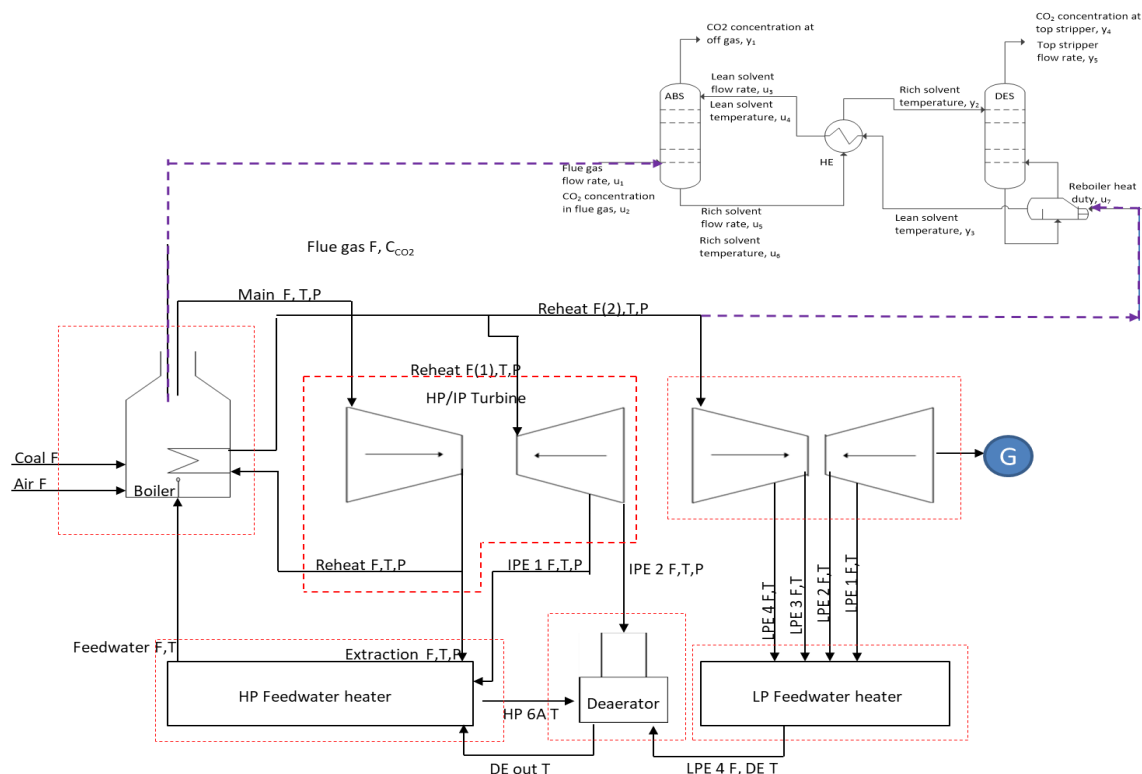 CO2 concentration at
off gas, y1
CO2 concentration at
top stripper, y4
Top stripper
flow rate, y5
Lean solvent
flow rate, u3
Lean solvent
temperature, u4
ABS
Rich solvent
temperature, y2
DES
HE
Flue gas
flow rate, u1
CO2 concentration
in flue gas, u2
Rich solvent
flow rate, u5
Rich solvent
temperature, u6
Lean solvent
temperature, y3
Reboiler heat
duty, u7
Flue gas F, CCO2
Main F, T,P
Reheat F(2),T,P
Reheat F(1),T,P
HP/IP Turbine
Coal F
Air F
Boiler
G
Reheat F,T,P
IPE 1 F,T,P
IPE 2 F,T,P
LPE 4 F,T
LPE 3 F,T
LPE 2 F,T
LPE 1 F,T
Feedwater F,T
Extraction F,T,P
HP Feedwater heater
HP 6A T
Deaerator
LP Feedwater heater
DE out T
LPE 4 F, DE T